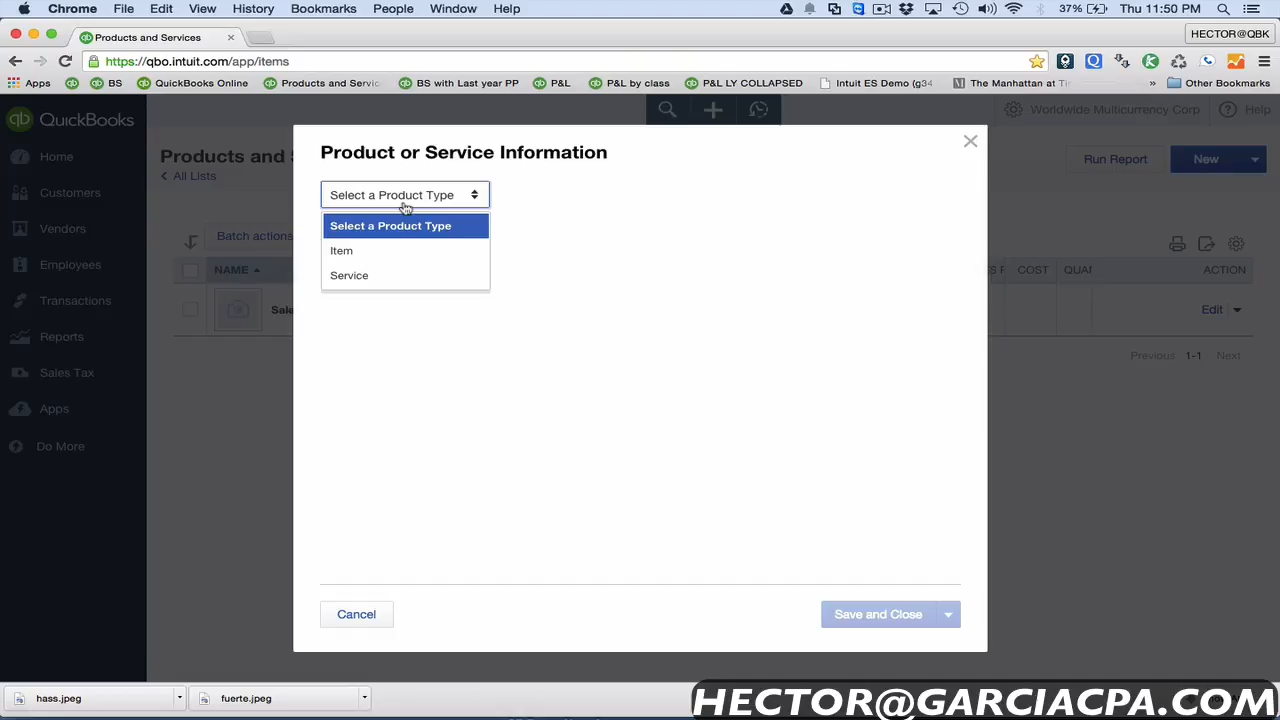 Chrome File Edit View History Bookmarks People Window Help 37% Thu 11:50 PM
Products and Services HECTOR@QBK
https://qbo.intuit.com/app/items
Apps BS QuickBooks Online Products and Servic BS with Last year PP P&L P&L by class P&L LY COLLAPSED Intuit ES Demo (g34 The Manhattan at Tim » Other Bookmarks
QuickBooks Worldwide Multicurrency Corp Help
Home
Customers
Vendors
Employees
Transactions
Reports
Sales Tax
Apps
Do More
Products and S
All Lists
Run Report New
Batch actions
NAME COST QUAN ACTION
Sale Edit
Previous 1-1 Next
Product or Service Information
Select a Product Type
Select a Product Type
Item
Service
Cancel Save and Close
hass.jpeg fuerte.jpeg
HECTOR@GARCIACPA.COM